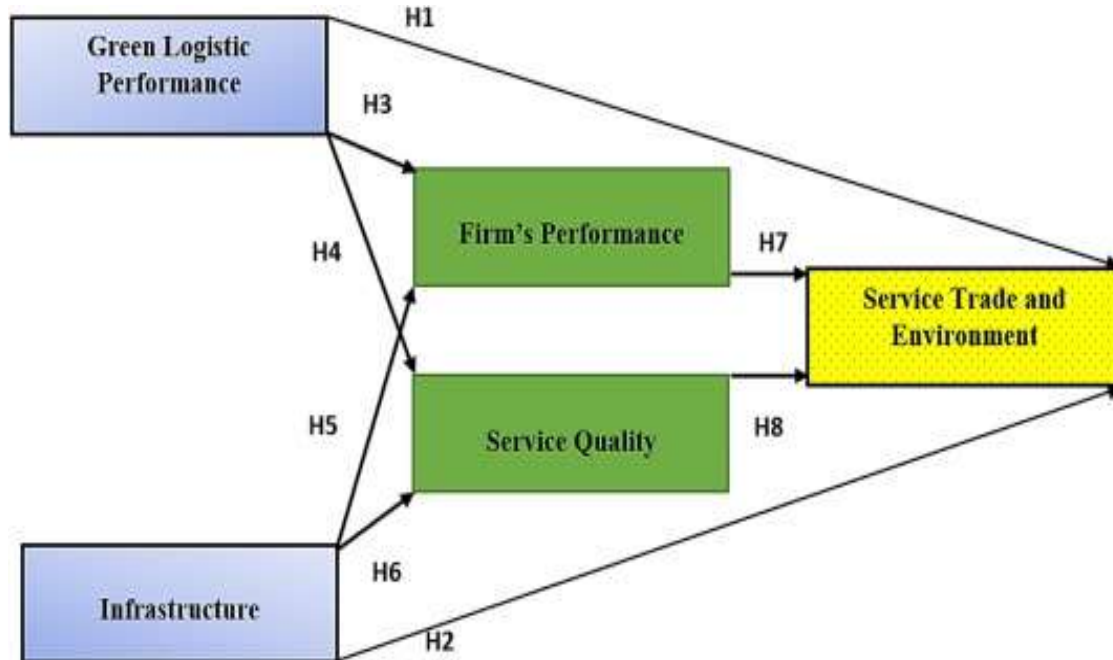 H1
Green Logistic
Performance
H3
Firm's Performance
H4
H7
Service Trade and
Environment
H5
Service Quality
H8
H6
Infrastructure
H2